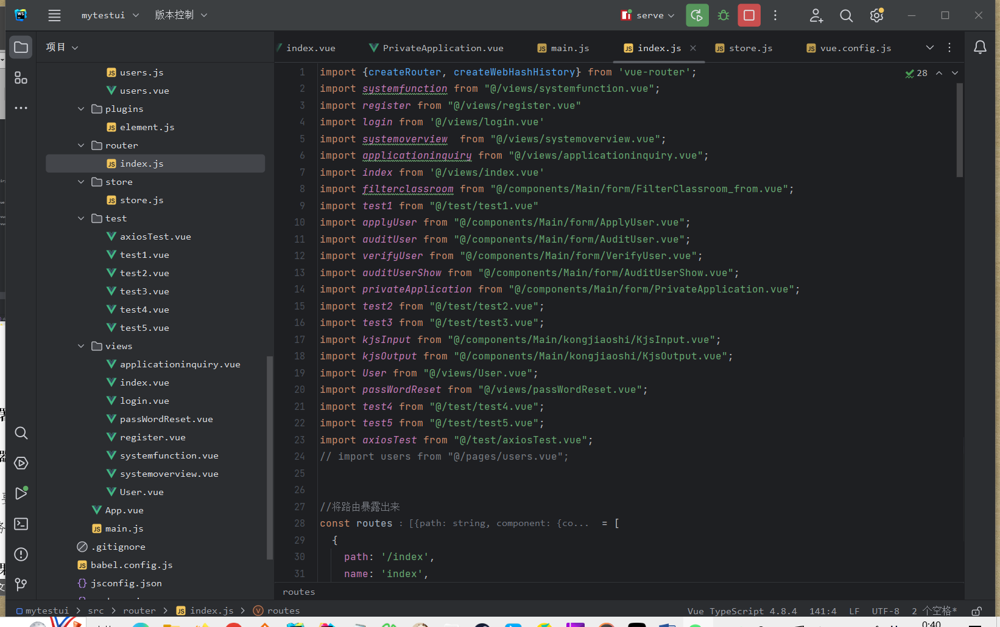 mytestui
版本控制
serve
项目
index.vue
PrivateApplication.vue
main.js
index.js
store.js
vue.config.js
users.js
users.vue
plugins
element.js
router
index.js
store
store.js
test
axiosTest.vue
test1.vue
test2.vue
test3.vue
test4.vue
test5.vue
views
applicationinquiry.vue
index.vue
login.vue
passWordReset.vue
register.vue
systemfunction.vue
systemoverview.vue
User.vue
App.vue
main.js
.gitignore
babel.config.js
jsconfig.json
28
1 import {createRouter, createWebHashHistory} from 'vue-router';
2 import systemfunction from "@/views/systemfunction.vue";
3 import register from "@/views/register.vue"
4 import login from '@/views/login.vue'
5 import systemoverview  from "@/views/systemoverview.vue";
6 import applicationinquiry from "@/views/applicationinquiry.vue";
7 import index from '@/views/index.vue'
8 import filterclassroom from "@/components/Main/form/FilterClassroom_from.vue";
9 import test1 from "@/test/test1.vue"
10 import applyUser from "@/components/Main/form/ApplyUser.vue";
11 import auditUser from "@/components/Main/form/AuditUser.vue";
12 import verifyUser from "@/components/Main/form/VerifyUser.vue";
13 import auditUserShow from "@/components/Main/form/AuditUserShow.vue";
14 import privateApplication from "@/components/Main/form/PrivateApplication.vue";
15 import test2 from "@/test/test2.vue";
16 import test3 from "@/test/test3.vue";
17 import kjsInput from "@/components/Main/kongjiaoshi/KjsInput.vue";
18 import kjsOutput from "@/components/Main/kongjiaoshi/KjsOutput.vue";
19 import User from "@/views/User.vue";
20 import passWordReset from "@/views/passWordReset.vue";
21 import test4 from "@/test/test4.vue";
22 import test5 from "@/test/test5.vue";
23 import axiosTest from "@/test/axiosTest.vue";
24 // import users from "@/pages/users.vue";
25
26
27 //将路由暴露出来
28 const routes : [{path: string, component: {co... = [
29 {
30 path: '/index',
31 name: 'index',
routes
mytestui > src > router > index.js > routes
Vue TypeScript 4.8.4 141:4 LF UTF-8 2 个空格*
0:40